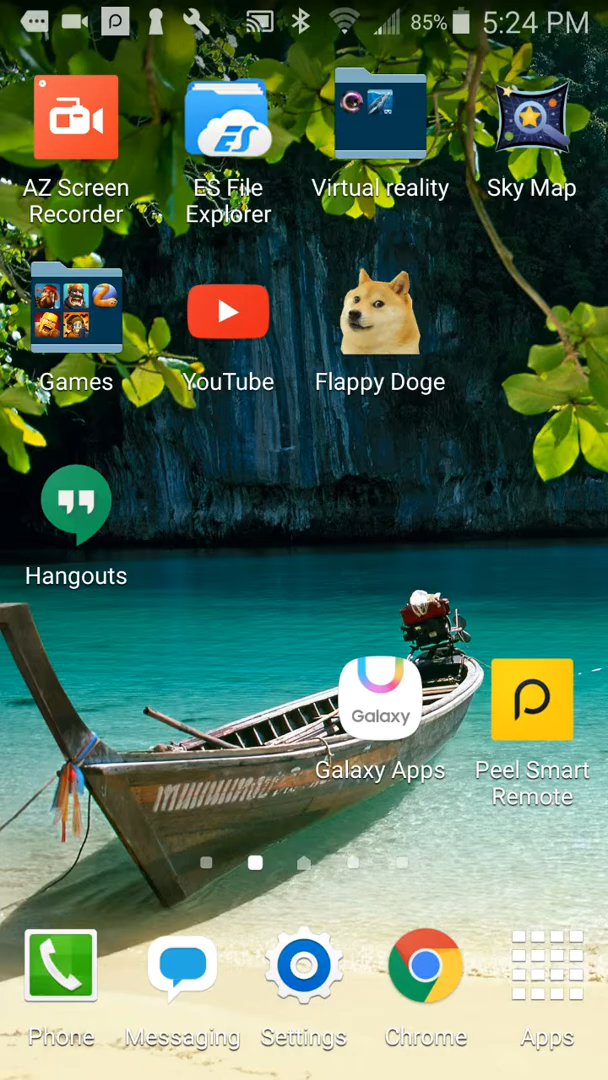 85% 5:24 PM
AZ Screen Recorder
ES File Explorer
Virtual reality
Sky Map
Games
YouTube
Flappy Doge
Hangouts
Galaxy
Galaxy Apps
Peel Smart Remote
Phone
Messaging
Settings
Chrome
Apps